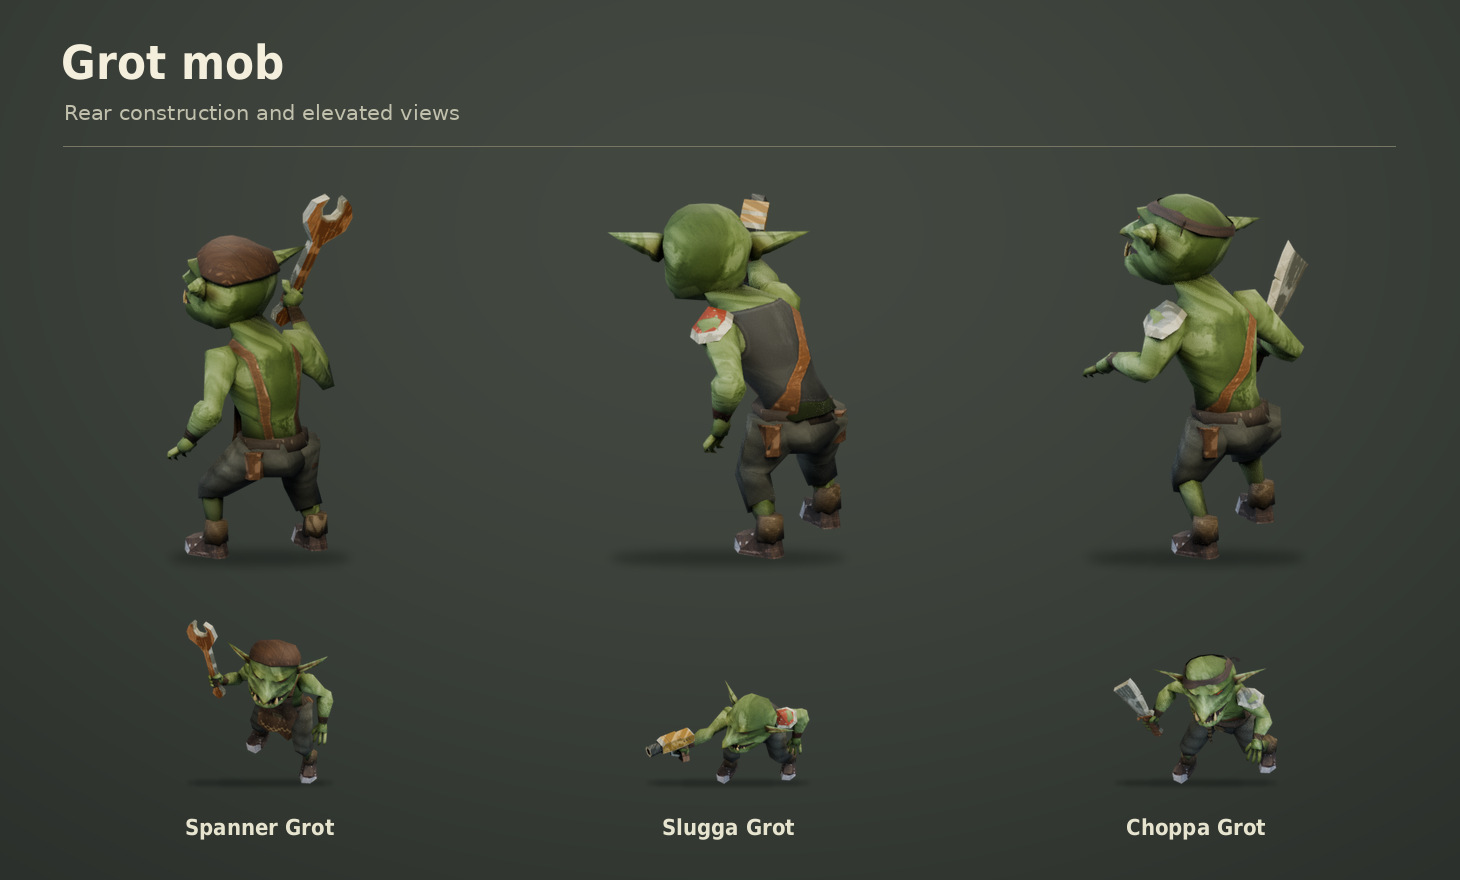 Grot mob
Rear construction and elevated views
Spanner Grot
Slugga Grot
Choppa Grot